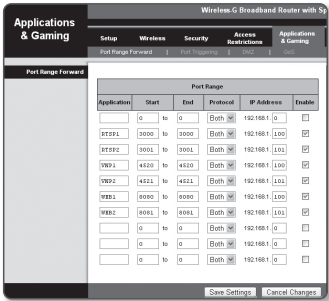 Wireless-G Broadband Router with Sp
Applications & Gaming
Setup Wireless Security Access Restrictions Applications & Gaming
Port Range Forward | Port Triggering | DMZ | QoS
Port Range Forward
Port Range
Application Start End Protocol IP Address Enable
0 to 0 Both 192.168.1. 0
RTSP1 3000 to 3000 Both 192.168.1. 100
RTSP2 3001 to 3001 Both 192.168.1. 101
VNP1 4520 to 4520 Both 192.168.1. 100
VNP2 4521 to 4521 Both 192.168.1. 101
WEB1 8080 to 8080 Both 192.168.1. 100
WEB2 8081 to 8081 Both 192.168.1. 101
0 to 0 Both 192.168.1. 0
0 to 0 Both 192.168.1. 0
0 to 0 Both 192.168.1. 0
Save Settings Cancel Changes